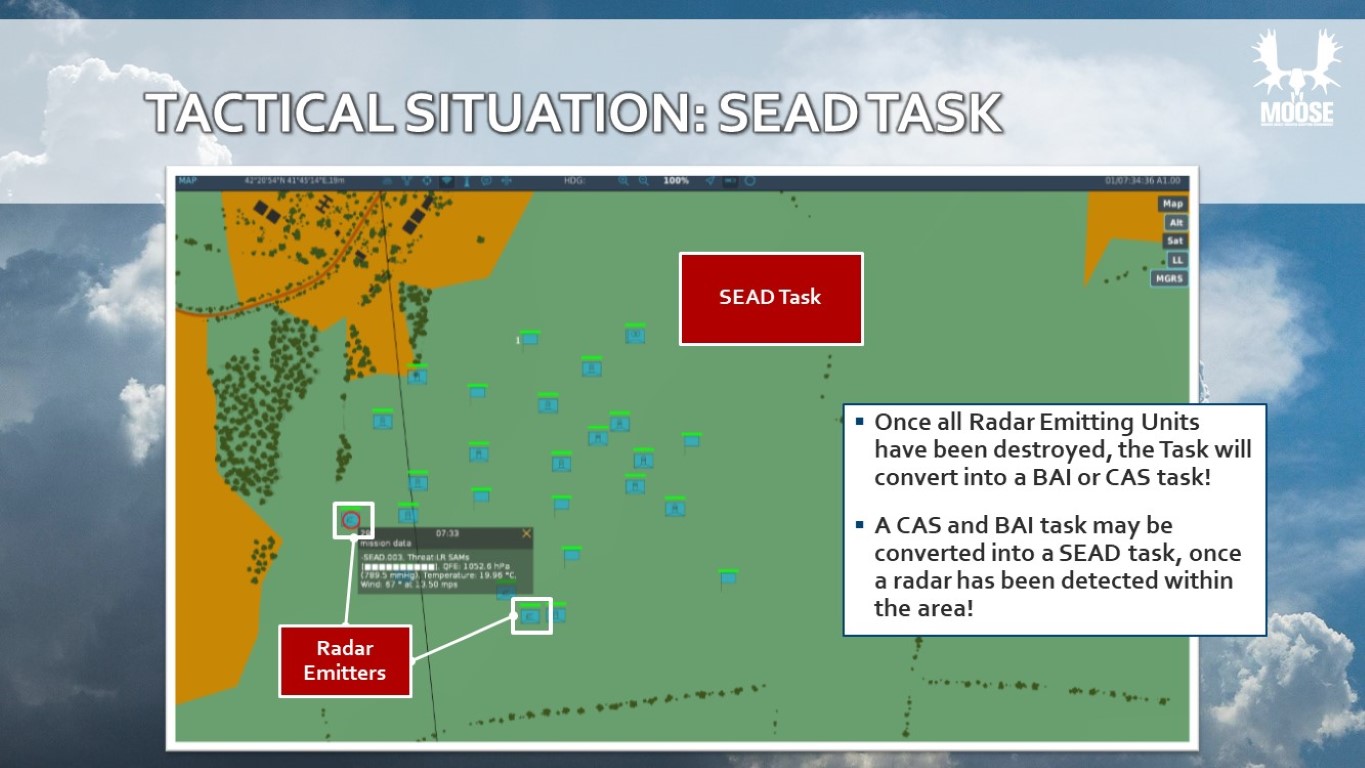 MOOSE
TACTICAL SITUATION: SEAD TASK
MAP 42°20'54"N 41°45'14"E,19m HDG: 100% 01/07:34:36 A1.00
Map
Alt
Sat
LL
MGRS
SEAD Task
1
07:33
mission data
-SEAD.003. Threat:LR SAMs
QFE: 1052.6 hPa
(789.5 mmHg). Temperature: 19.96 °C,
Wind: 67 ° at 13.50 mps
Radar
Emitters
▪ Once all Radar Emitting Units
have been destroyed, the Task will
convert into a BAI or CAS task!
▪ A CAS and BAI task may be
converted into a SEAD task, once
a radar has been detected within
the area!